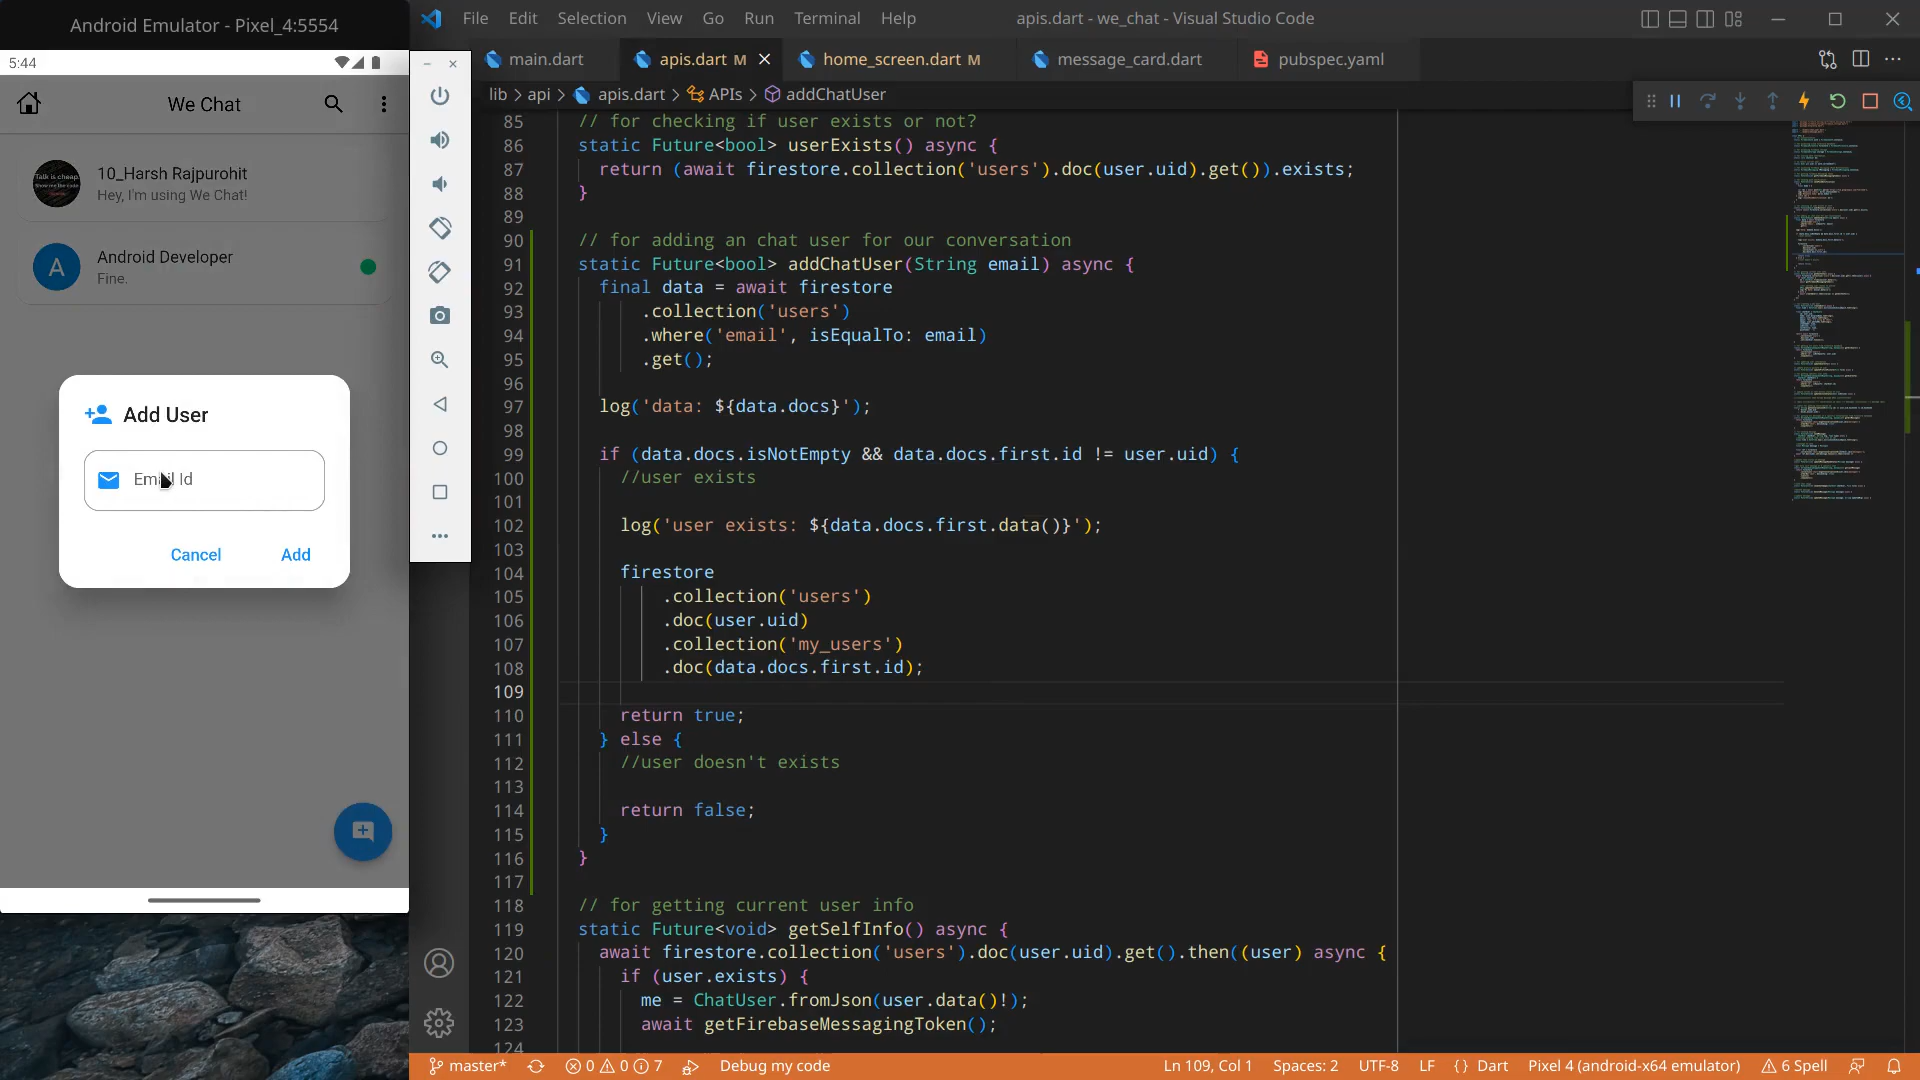 Android Emulator - Pixel_4:5554
5:44
We Chat
Talk is cheap.
Show me the code.
10_Harsh Rajpurohit
Hey, I'm using We Chat!
A
Android Developer
Fine.
Add User
Email Id
Cancel
Add
File Edit Selection View Go Run Terminal Help
apis.dart - we_chat - Visual Studio Code
main.dart
apis.dart M
home_screen.dart M
message_card.dart
pubspec.yaml
lib > api > apis.dart > APIs > addChatUser
85 // for checking if user exists or not?
86 static Future<bool> userExists() async {
87 return (await firestore.collection('users').doc(user.uid).get()).exists;
88 }
89
90 // for adding an chat user for our conversation
91 static Future<bool> addChatUser(String email) async {
92 final data = await firestore
93 .collection('users')
94 .where('email', isEqualTo: email)
95 .get();
96
97 log('data: ${data.docs}');
98
99 if (data.docs.isNotEmpty && data.docs.first.id != user.uid) {
100 //user exists
101
102 log('user exists: ${data.docs.first.data()}');
103
104 firestore
105 .collection('users')
106 .doc(user.uid)
107 .collection('my_users')
108 .doc(data.docs.first.id);
109
110 return true;
111 } else {
112 //user doesn't exists
113
114 return false;
115 }
116 }
117
118 // for getting current user info
119 static Future<void> getSelfInfo() async {
120 await firestore.collection('users').doc(user.uid).get().then((user) async {
121 if (user.exists) {
122 me = ChatUser.fromJson(user.data()!);
123 await getFirebaseMessagingToken();
124
master* 0 0 7 Debug my code
Ln 109, Col 1 Spaces: 2 UTF-8 LF {} Dart Pixel 4 (android-x64 emulator) 6 Spell